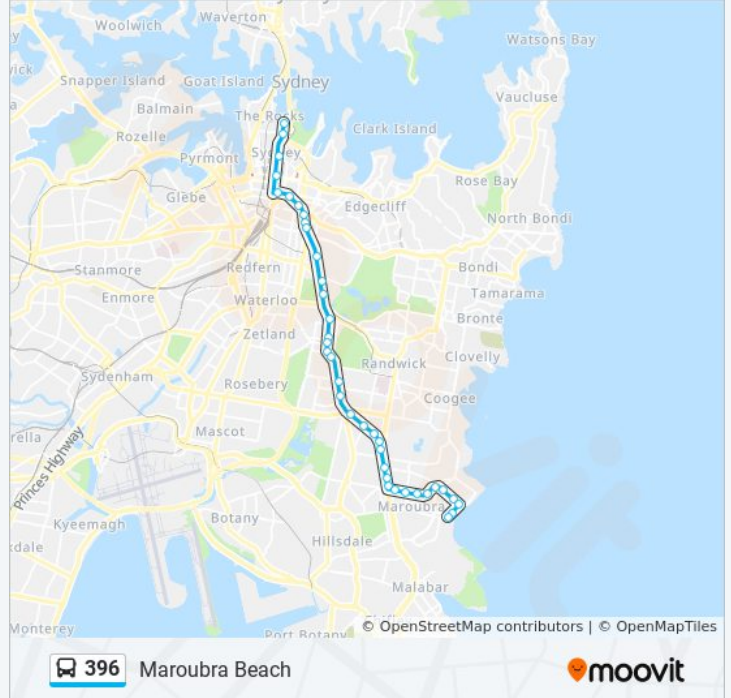 Woolwich
Waverton
Watsons Bay
Snapper Island
Goat Island
Sydney
Vaucluse
Balmain
The Rocks
Clark Island
Rozelle
Pyrmont
Rose Bay
Glebe
Edgecliff
North Bondi
Stanmore
Redfern
Bondi
Enmore
Waterloo
Tamarama
Bronte
Zetland
Clovelly
Randwick
Sydenham
Rosebery
Coogee
Mascot
Princes Highway
Maroubra
Botany
Kyeemagh
Hillsdale
Malabar
Monterey
Port Botany
© OpenStreetMap contributors | © OpenMapTiles
396 Maroubra Beach
moovit